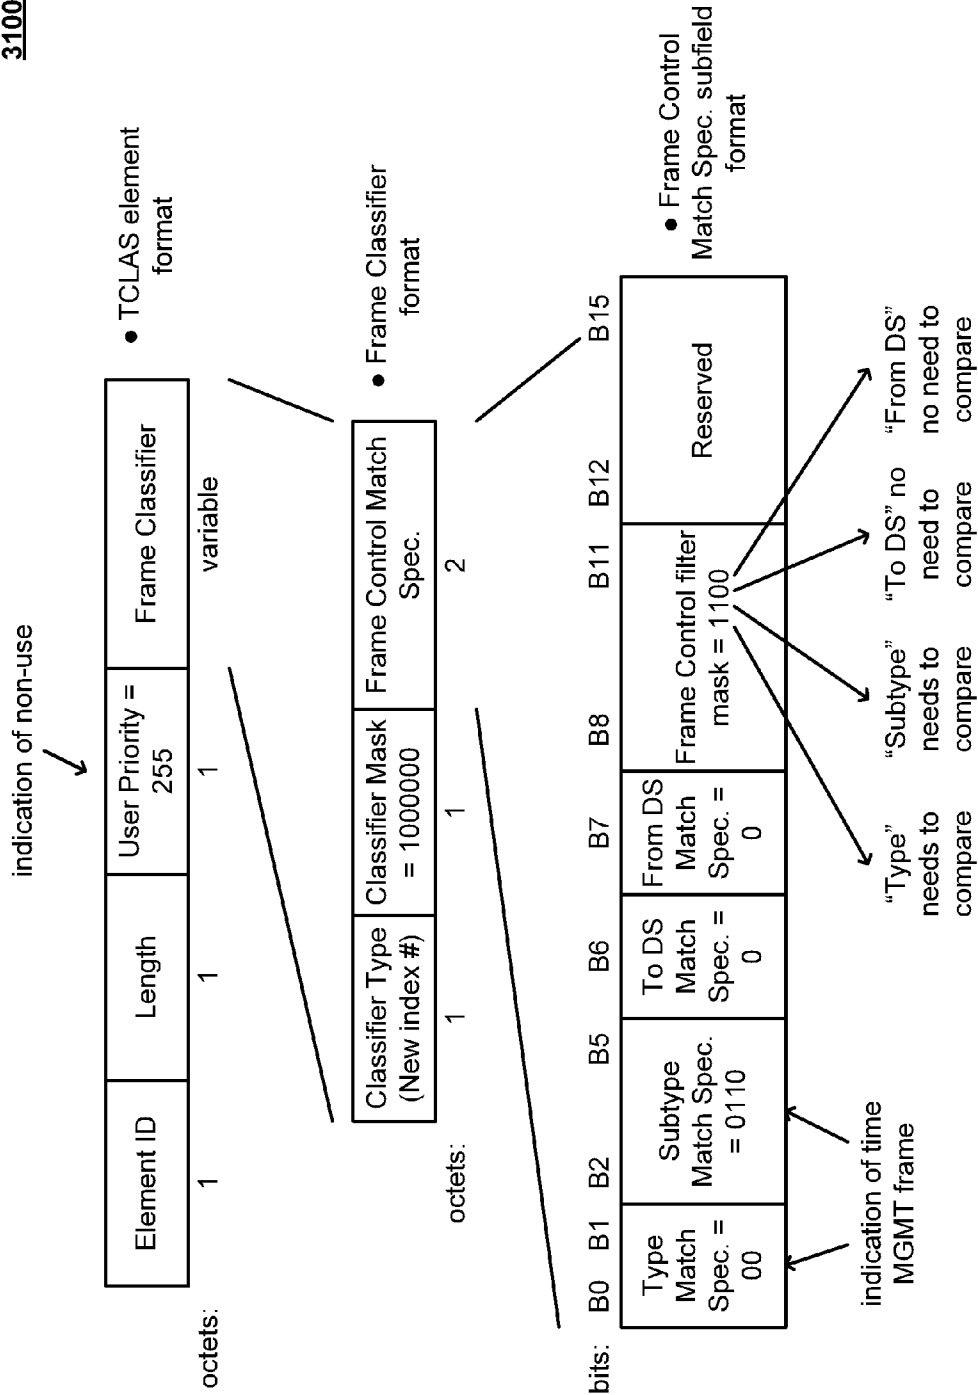 3100
indication of non-use
Element ID
Length
User Priority =
255
Frame Classifier
• TCLAS element
format
octets:
1
1
1
variable
Classifier Type
(New index #)
Classifier Mask
= 1000000
Frame Control Match
Spec.
• Frame Classifier
format
octets:
1
1
2
bits:
B0
B1
B2
B5
B6
B7
B8
B11
B12
B15
Type
Match
Spec. =
00
Subtype
Match Spec.
= 0110
To DS
Match
Spec. =
0
From DS
Match
Spec. =
0
Frame Control filter
mask = 1100
Reserved
• Frame Control
Match Spec. subfield
format
indication of time
MGMT frame
“Type”
needs to
compare
“Subtype”
needs to
compare
“To DS” no
need to
compare
“From DS”
no need to
compare